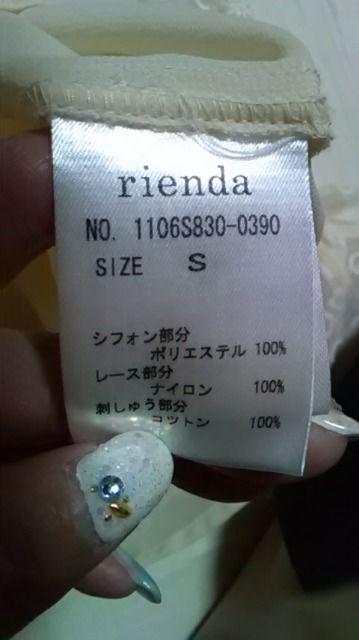 rienda
NO. 1106S830-0390
SIZE S
シフォン部分
ポリエステル 100%
レース部分
ナイロン 100%
刺しゅう部分
コットン 100%